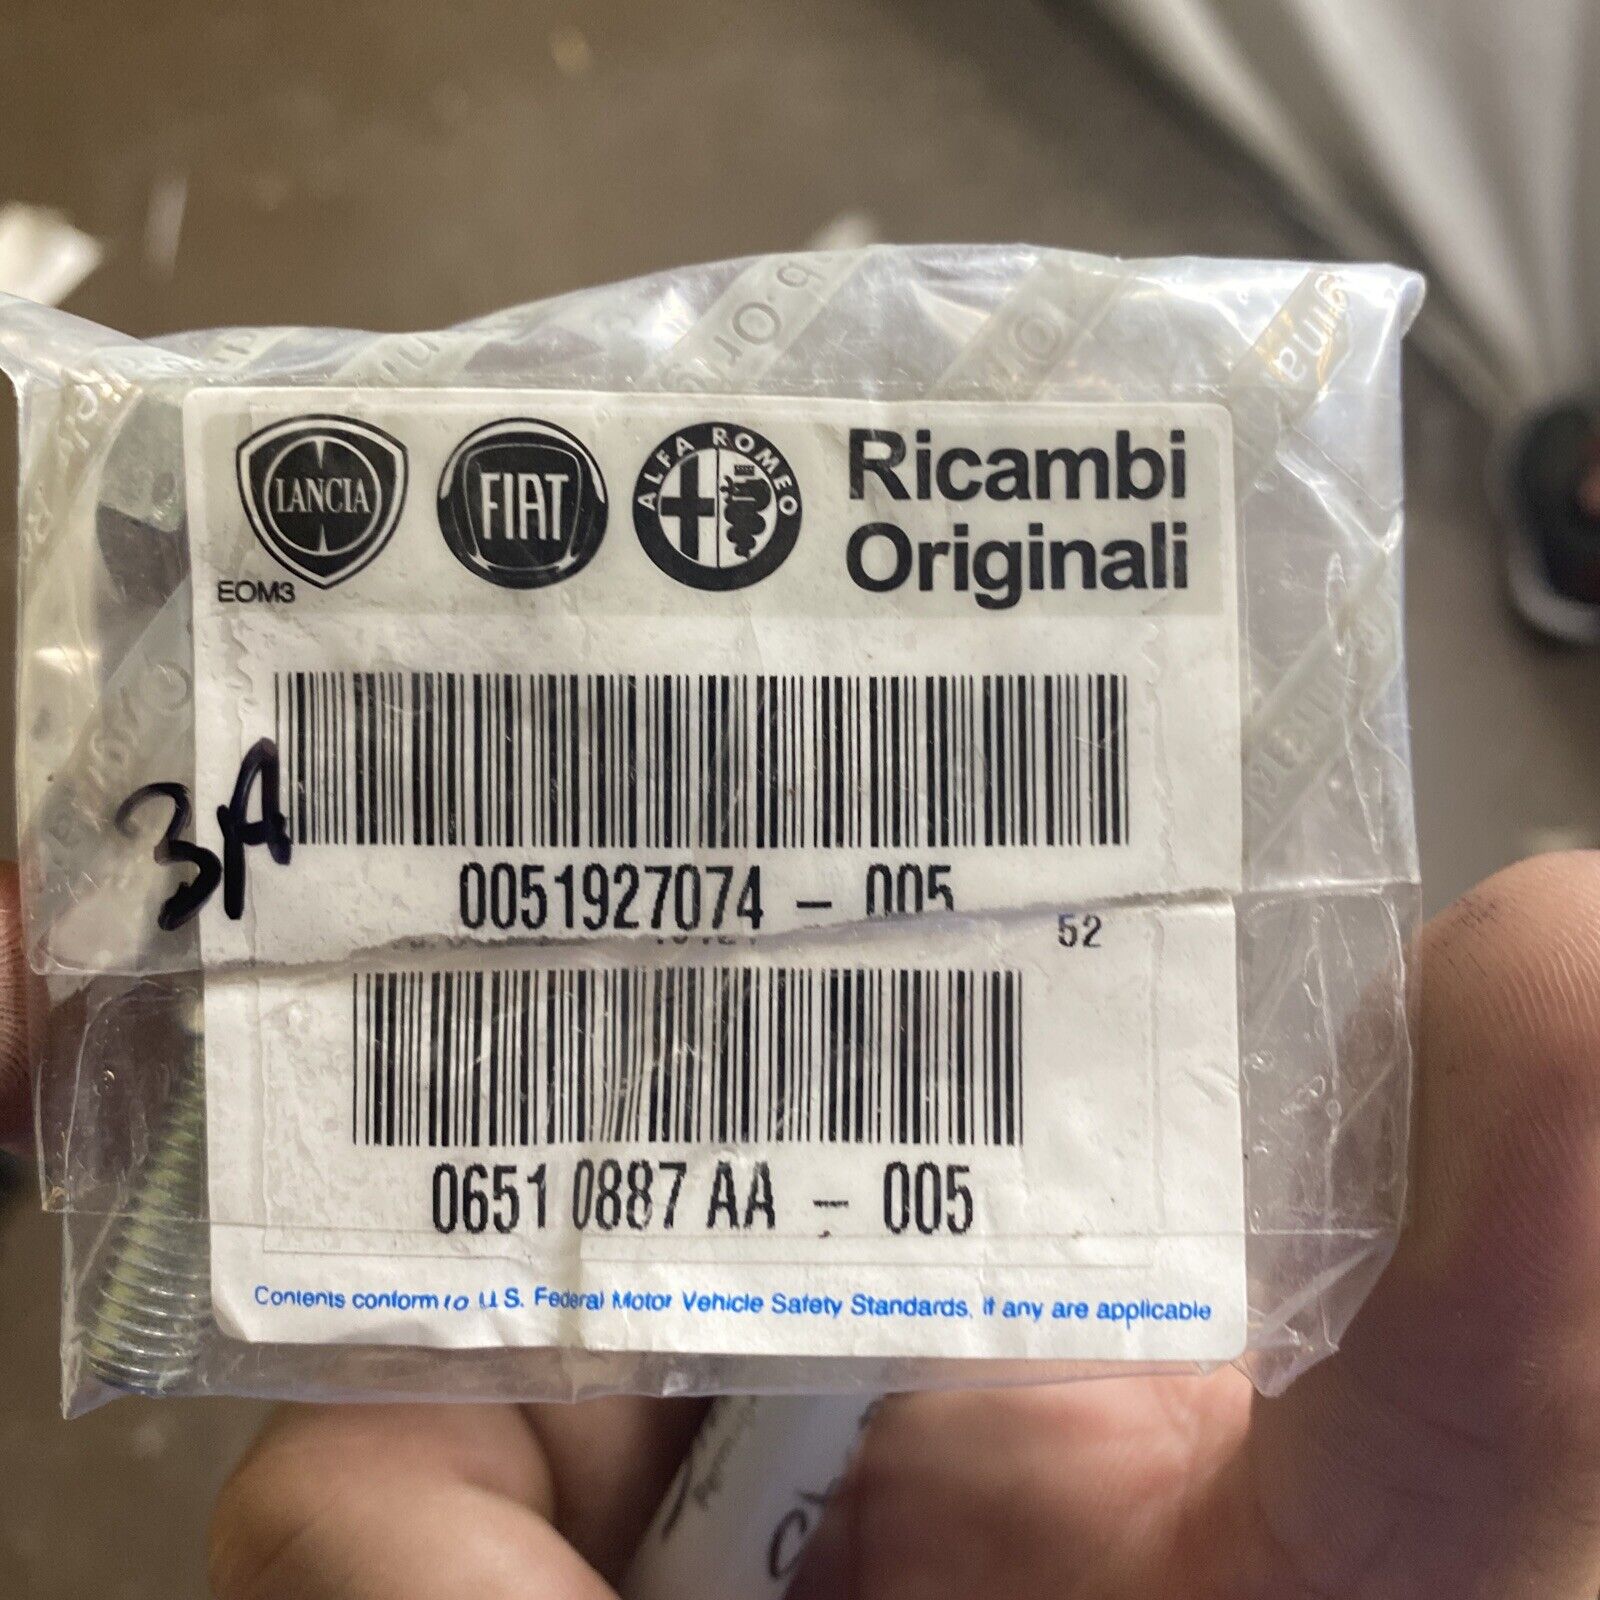 LANCIA
FIAT
ALFA ROMEO
Ricambi
Originali
EOM3
3A
0051927074 - 005
52
0651 0887 AA - 005
Contents conform to U.S. Federal Motor Vehicle Safety Standards, if any are applicable